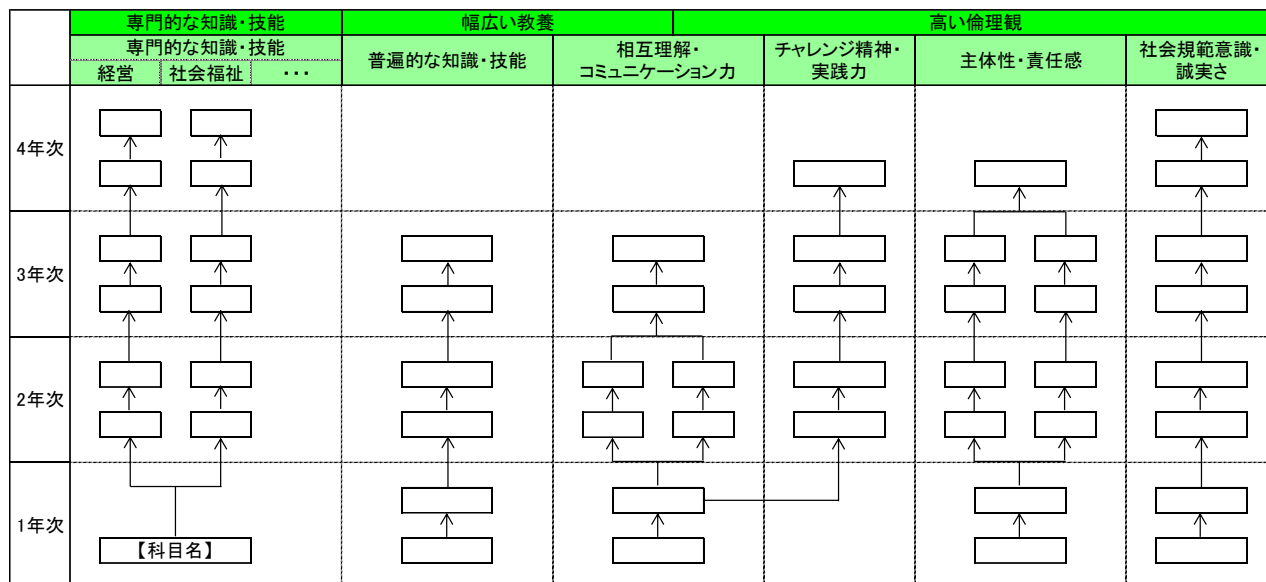 専門的な知識・技能
幅広い教養
高い倫理観
専門的な知識・技能
経営
社会福祉
･･･
普遍的な知識・技能
相互理解・
コミュニケーション力
チャレンジ精神・
実践力
主体性・責任感
社会規範意識・
誠実さ
4年次
3年次
2年次
1年次
【科目名】